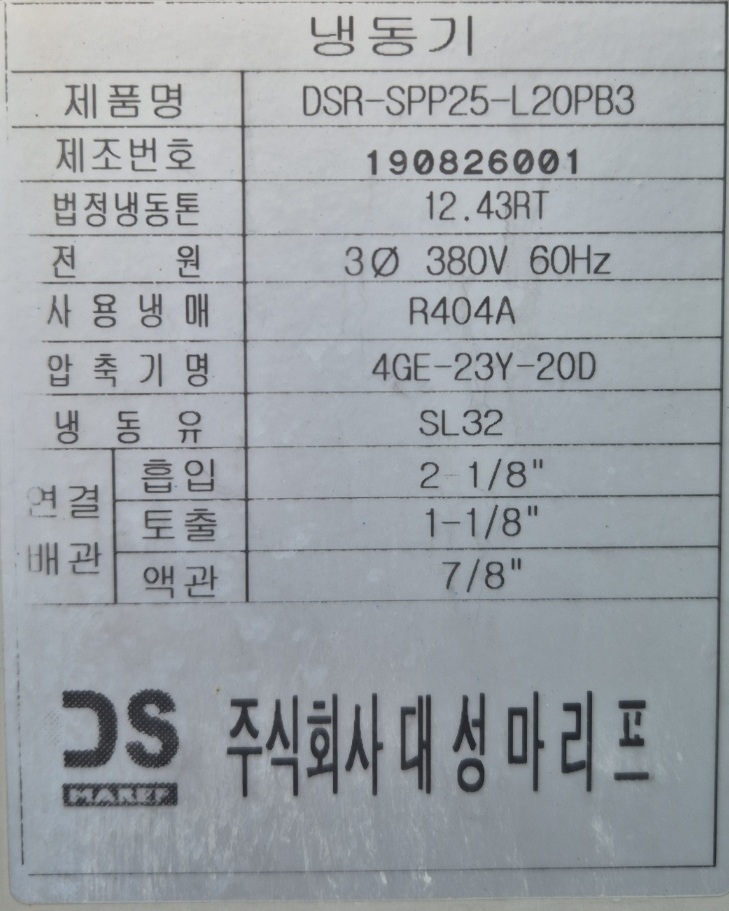 냉동기
제품명 DSR-SPP25-L20PB3
제조번호 190826001
법정냉동톤 12.43RT
전 원 3Ø 380V 60Hz
사 용 냉 매 R404A
압 축 기 명 4GE-23Y-20D
냉 동 유 SL32
연결 배관 흡입 2-1/8"
토출 1-1/8"
액관 7/8"
DS 주식회사 대성마리프
MAREF